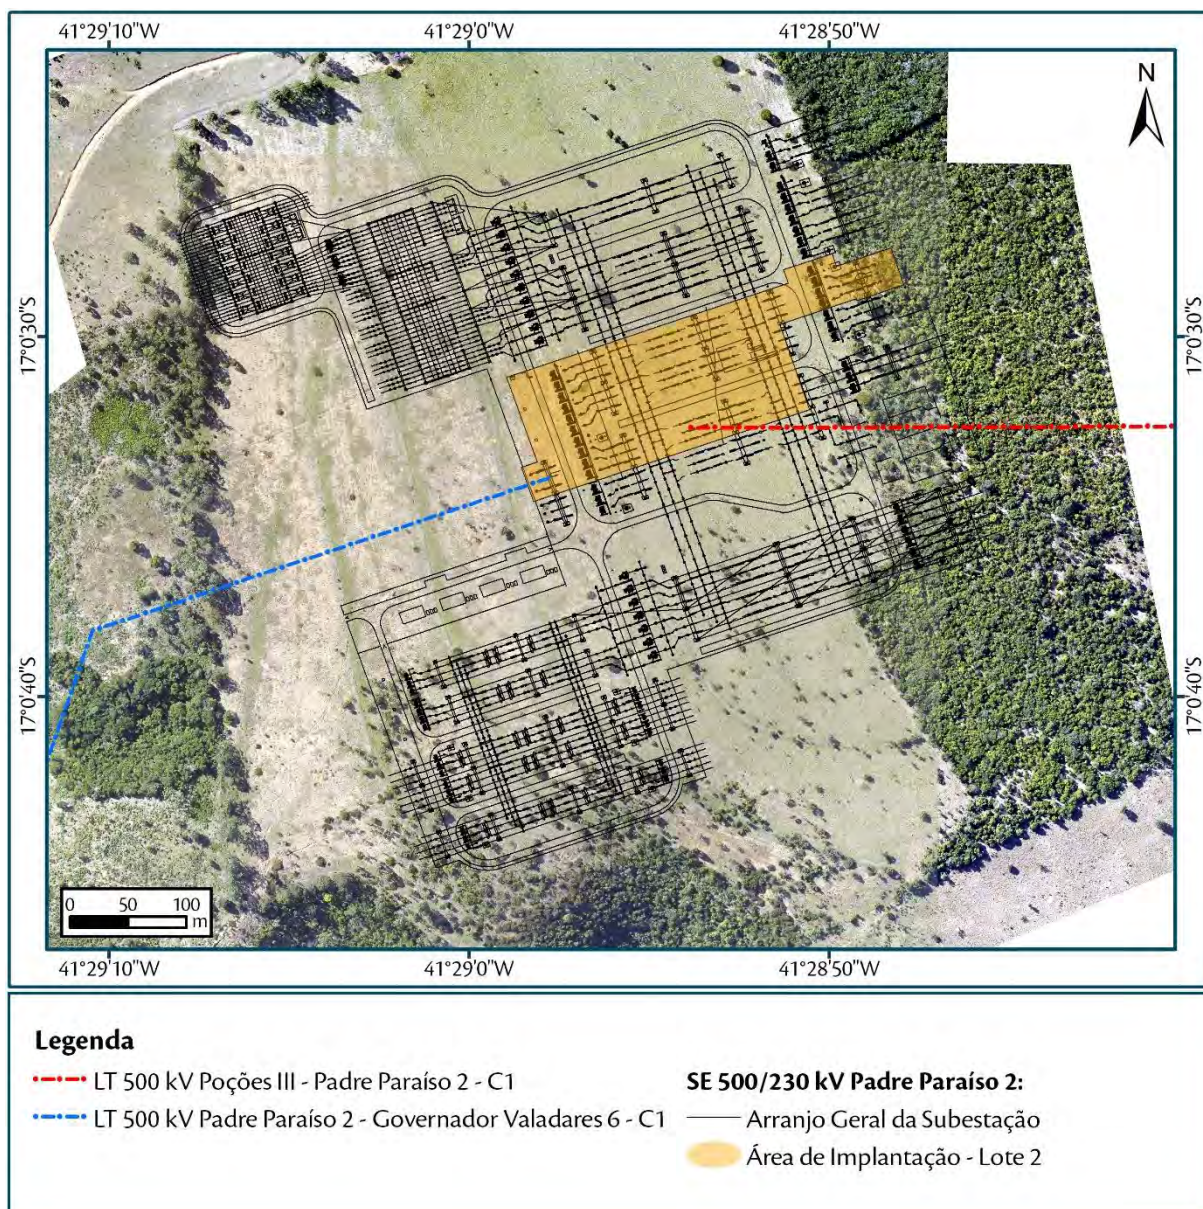 41°29'10"W
41°29'0"W
41°28'50"W
N
17°0'30"S
17°0'30"S
17°0'40"S
17°0'40"S
0 50 100
m
41°29'10"W
41°29'0"W
41°28'50"W
Legenda
LT 500 kV Poções III - Padre Paraíso 2 - C1
LT 500 kV Padre Paraíso 2 - Governador Valadares 6 - C1
SE 500/230 kV Padre Paraíso 2:
Arranjo Geral da Subestação
Área de Implantação - Lote 2